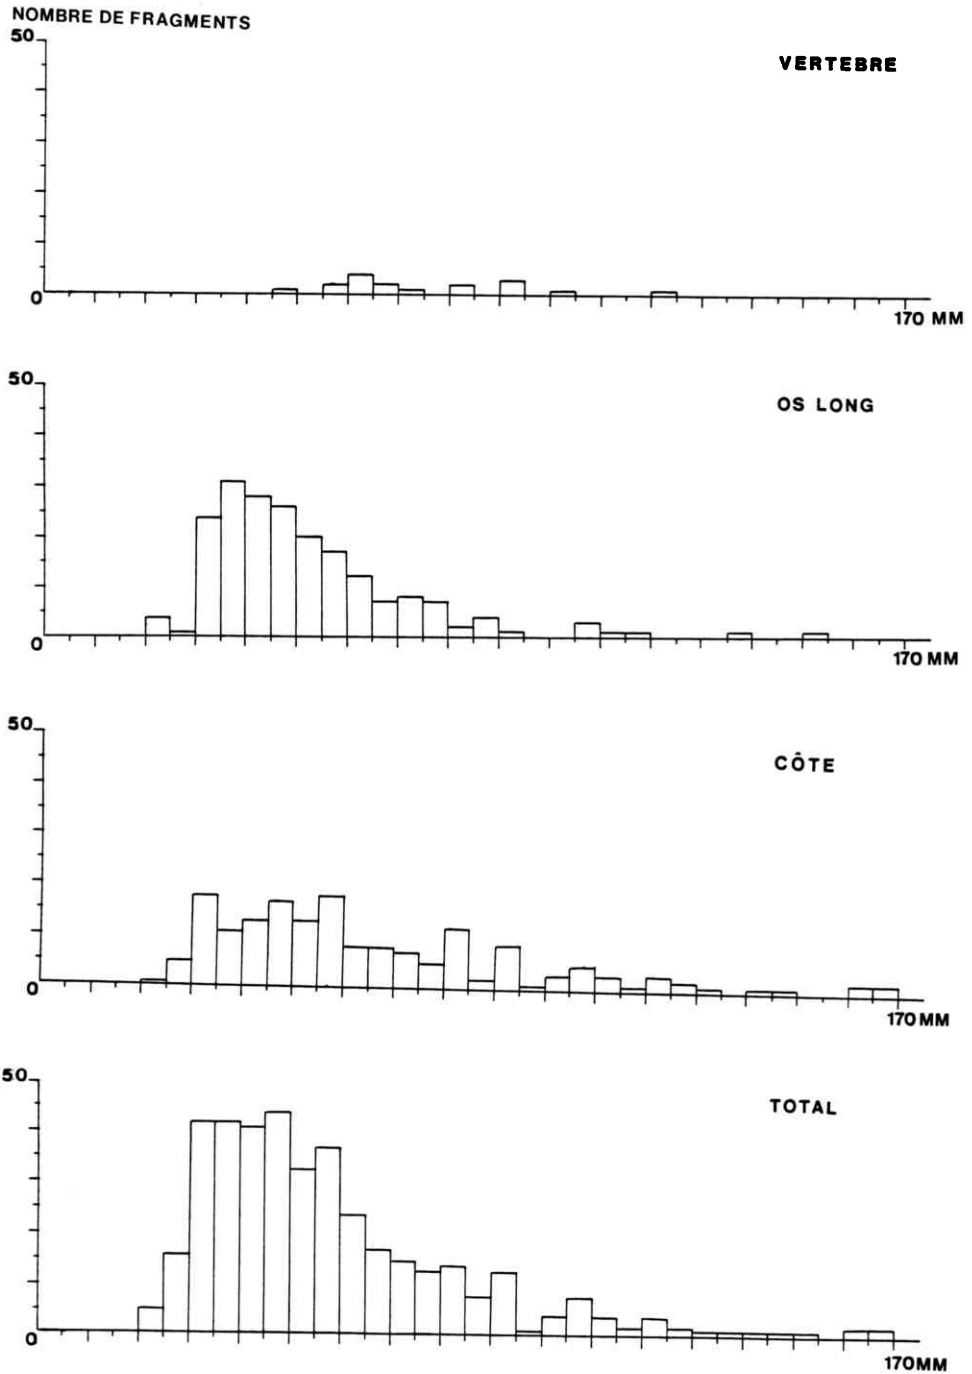 NOMBRE DE FRAGMENTS
50
VERTEBRE
0
170 MM
50
OS LONG
0
170 MM
50
CÔTE
0
170 MM
50
TOTAL
0
170MM